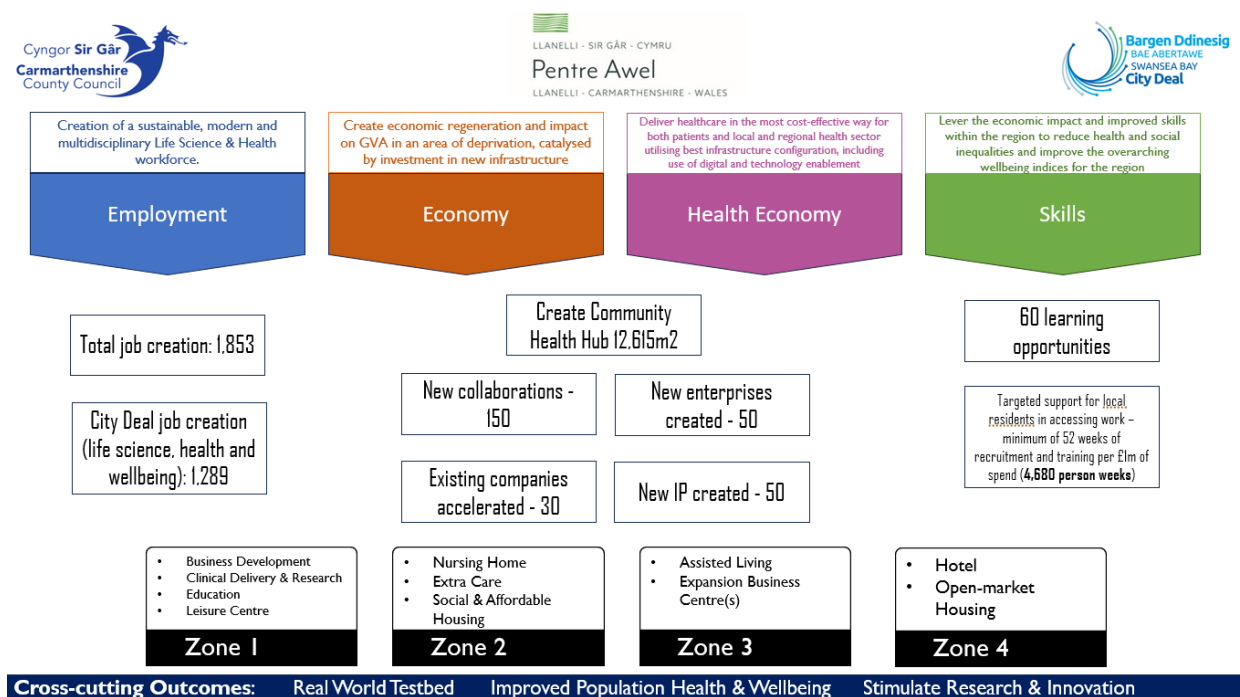 Cyngor Sir Gâr
Carmarthenshire
County Council
LLANELLI - SIR GÂR - CYMRU
Pentre Awel
LLANELLI - CARMARTHENSHIRE - WALES
Bargen Ddinesig
BAE ABERTAWE
SWANSEA BAY
City Deal
Creation of a sustainable, modern and
multidisciplinary Life Science & Health
workforce.
Employment
Create economic regeneration and impact
on GVA in an area of deprivation, catalysed
by investment in new infrastructure
Economy
Deliver healthcare in the most cost-effective way for
both patients and local and regional health sector
utilising best infrastructure configuration, including
use of digital and technology enablement
Health Economy
Lever the economic impact and improved skills
within the region to reduce health and social
inequalities and improve the overarching
wellbeing indices for the region
Skills
Total job creation: 1,853
City Deal job creation
(life science, health and
wellbeing): 1,289
Create Community
Health Hub 12,615m2
New collaborations -
150
New enterprises
created - 50
Existing companies
accelerated - 30
New IP created - 50
60 learning
opportunities
Targeted support for local
residents in accessing work –
minimum of 52 weeks of
recruitment and training per £1m of
spend (4,680 person weeks)
• Business Development
• Clinical Delivery & Research
• Education
• Leisure Centre
Zone 1
• Nursing Home
• Extra Care
• Social & Affordable
Housing
Zone 2
• Assisted Living
• Expansion Business
Centre(s)
Zone 3
• Hotel
• Open-market
Housing
Zone 4
Cross-cutting Outcomes: Real World Testbed Improved Population Health & Wellbeing Stimulate Research & Innovation